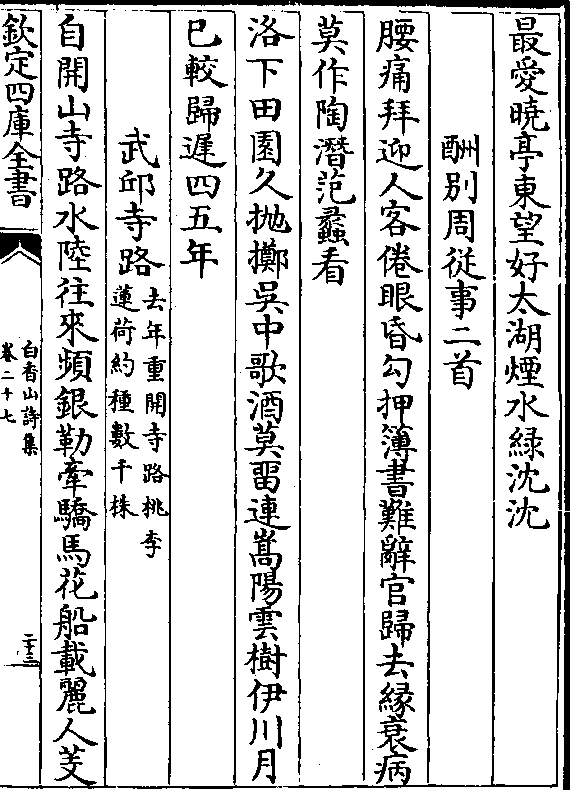 最愛曉亭東望好太湖煙水緑沈沈
酬别周從事二首
腰痛拜迎人客倦眼昏勾押簿書難辭官歸去緣衰病
莫作陶潛范蠡看
洛下田園久抛擲吳中歌酒莫畱連嵩陽雲樹伊川月
已較歸遲四五年
武邱寺路去年重開寺路桃李
蓮荷約種數千株
自開山寺路水陸往來頻銀勒牽驕馬花船載麗人芰
欽定四庫全書
白香山詩集
卷二十七
二十三